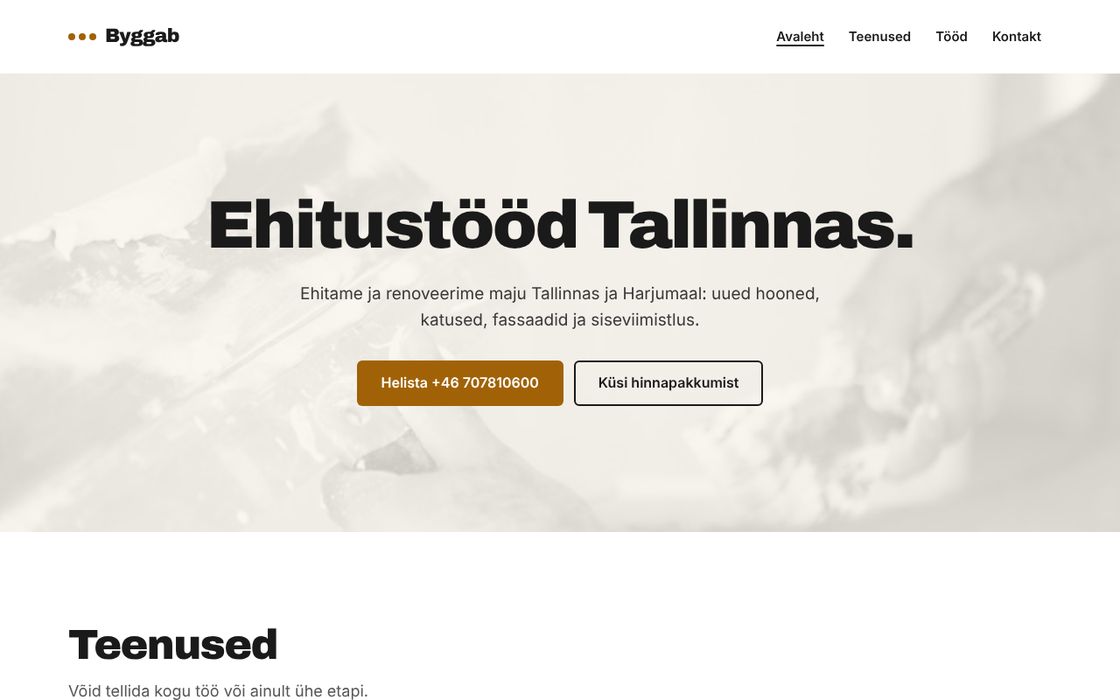 Byggab
Avaleht Teenused Tööd Kontakt
Ehitustööd Tallinnas.
Ehitame ja renoveerime maju Tallinnas ja Harjumaal: uued hooned,
katused, fassaadid ja siseviimistlus.
Helista +46 707810600 Küsi hinnapakkumist
Teenused
Võid tellida kogu töö või ainult ühe etapi.